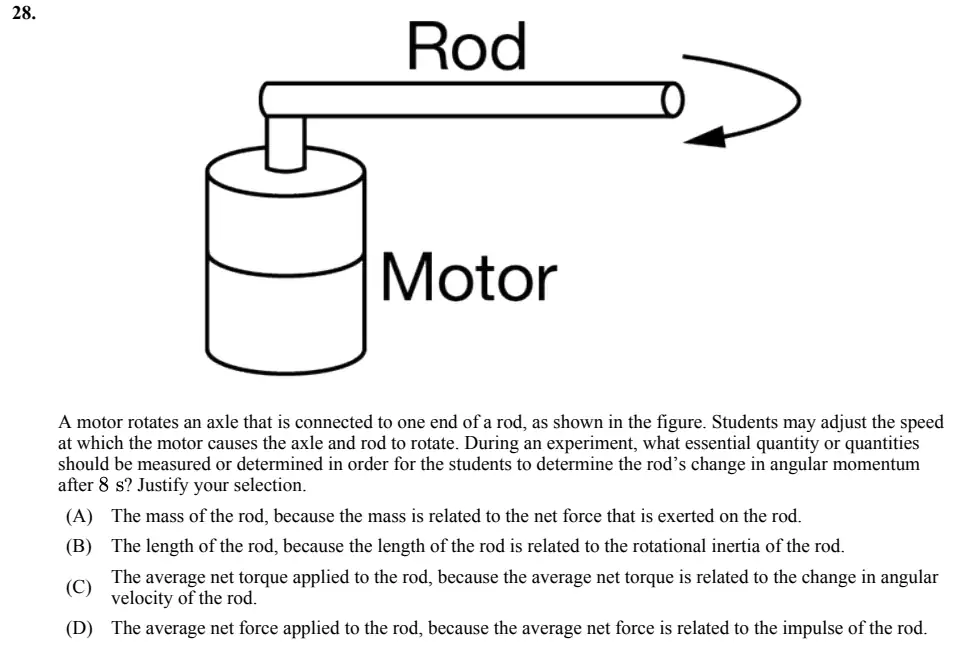 28.
Rod
Motor
A motor rotates an axle that is connected to one end of a rod, as shown in the figure. Students may adjust the speed
at which the motor causes the axle and rod to rotate. During an experiment, what essential quantity or quantities
should be measured or determined in order for the students to determine the rod’s change in angular momentum
after 8 s? Justify your selection.
(A) The mass of the rod, because the mass is related to the net force that is exerted on the rod.
(B) The length of the rod, because the length of the rod is related to the rotational inertia of the rod.
(C) The average net torque applied to the rod, because the average net torque is related to the change in angular
velocity of the rod.
(D) The average net force applied to the rod, because the average net force is related to the impulse of the rod.